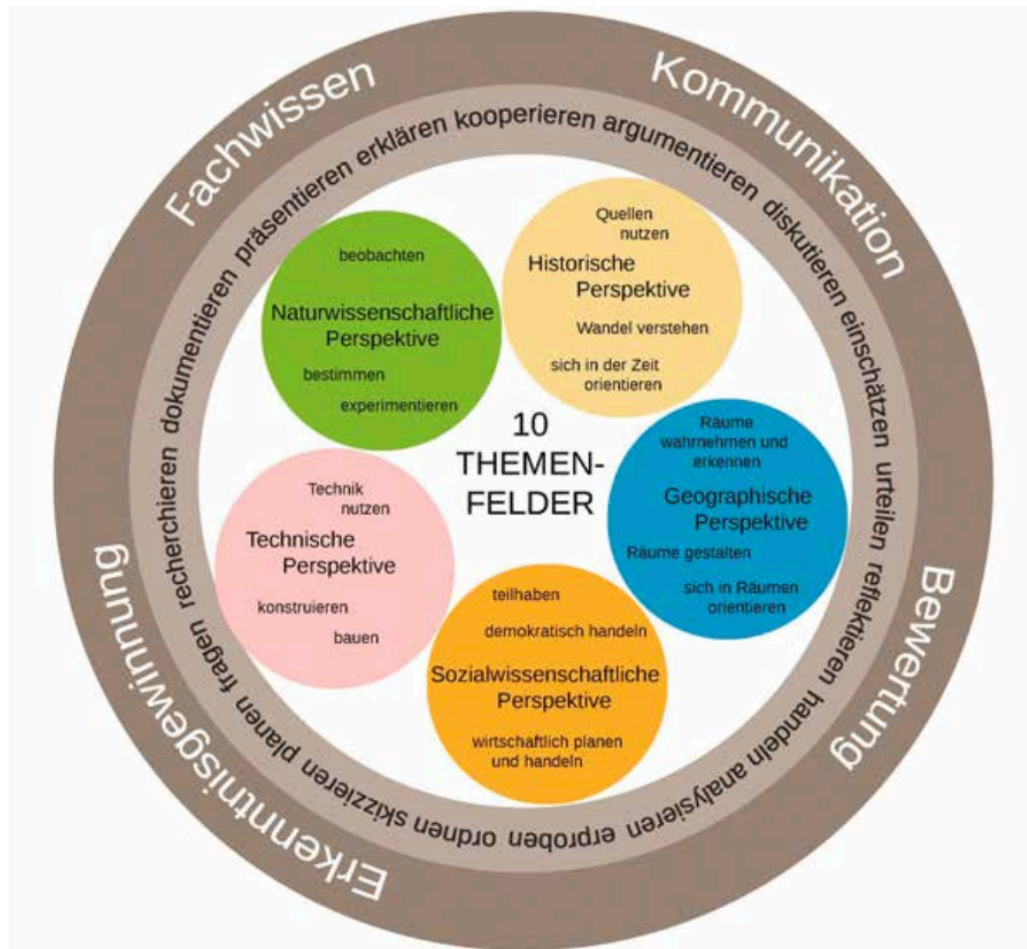 Fachwissen
Kommunikation
Bewertung
Erkenntnisgewinnung
fragen recherchieren dokumentieren präsentieren erklären kooperieren argumentieren diskutieren einschätzen urteilen reflektieren handeln analysieren erproben ordnen skizzieren planen
beobachten
Naturwissenschaftliche
Perspektive
bestimmen
experimentieren
Quellen
nutzen
Historische
Perspektive
Wandel verstehen
sich in der Zeit
orientieren
10
THEMEN-
FELDER
Räume
wahrnehmen und
erkennen
Geographische
Perspektive
Räume gestalten
sich in Räumen
orientieren
Technik
nutzen
Technische
Perspektive
konstruieren
bauen
teilhaben
demokratisch handeln
Sozialwissenschaftliche
Perspektive
wirtschaftlich planen
und handeln